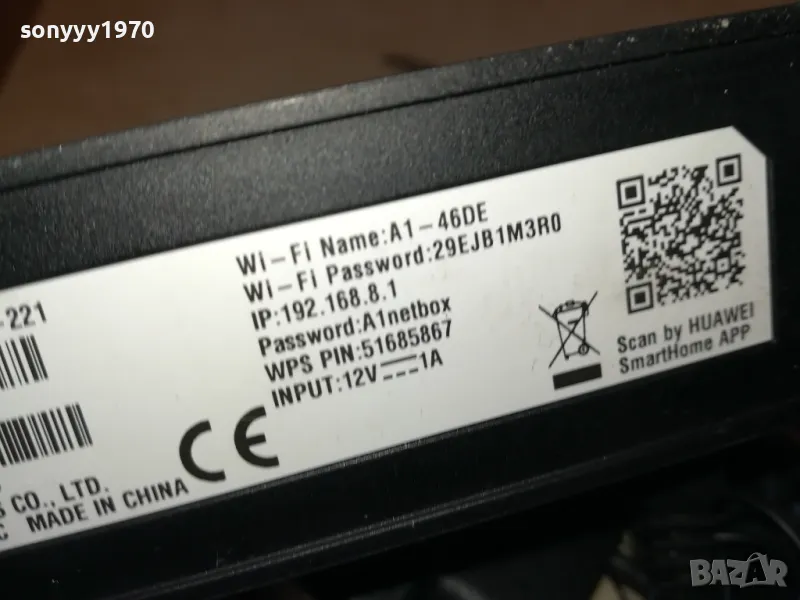 sonyyy1970
Wi-Fi Name:A1-46DE
Wi-Fi Password:29EJB1M3R0
IP:192.168.8.1
Password:A1netbox
WPS PIN:51685867
INPUT:12V 1A
-221
CE
CO., LTD.
MADE IN CHINA
Scan by HUAWEI
SmartHome APP
BAZAR